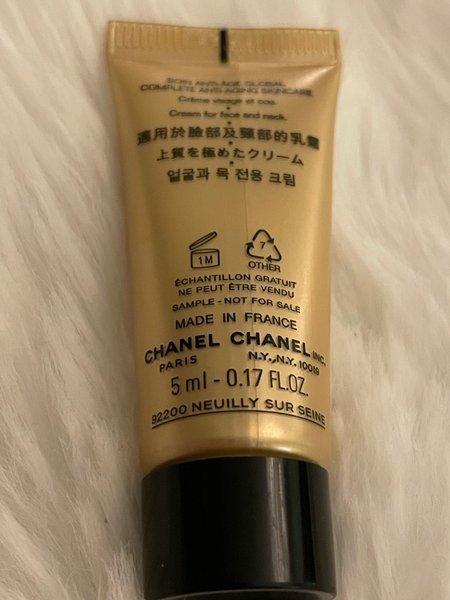 SOIN ANTI-ÂGE GLOBAL
COMPLETE ANTI-AGING SKINCARE
Crème visage et cou.
Cream for face and neck.
適用於臉部及頸部的乳霜
上質を極めたクリーム
얼굴과 목 전용 크림
1M
7
OTHER
ÉCHANTILLON GRATUIT
NE PEUT ÊTRE VENDU
SAMPLE - NOT FOR SALE
MADE IN FRANCE
CHANEL CHANEL INC.
PARIS N.Y., N.Y. 10019
5 ml - 0.17 FL.OZ.
92200 NEUILLY SUR SEINE